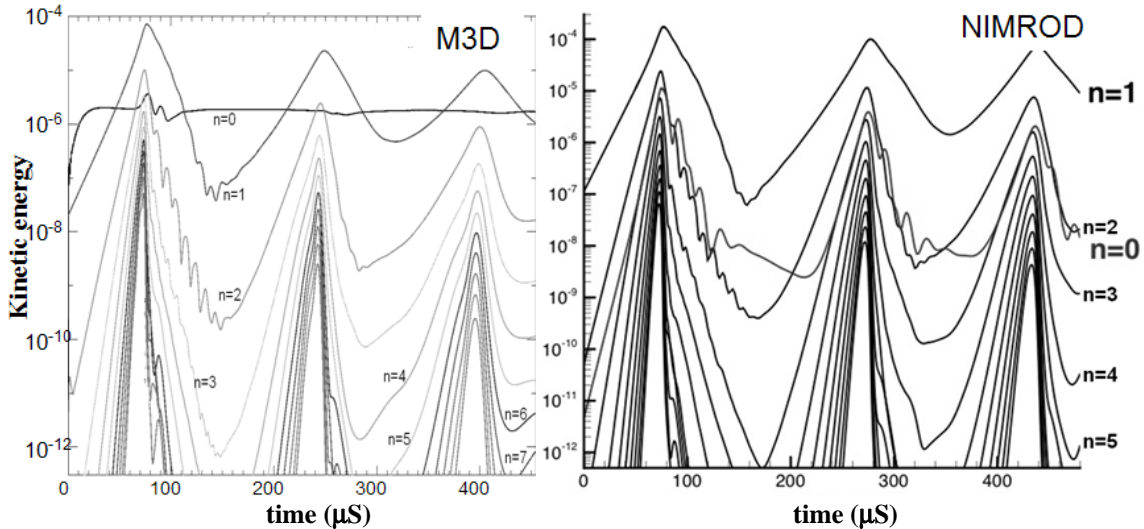 M3D
Kinetic energy
10⁻⁴
10⁻⁶
10⁻⁸
10⁻¹⁰
10⁻¹²
n=0
n=1
n=2
n=3
n=4
n=5
n=6
n=7
0 100 200 300 400
time (μS)
NIMROD
10⁻⁴
10⁻⁵
10⁻⁶
10⁻⁷
10⁻⁸
10⁻⁹
10⁻¹⁰
10⁻¹¹
10⁻¹²
n=1
n=2
n=0
n=3
n=4
n=5
0 100 200 300 400
time (μS)